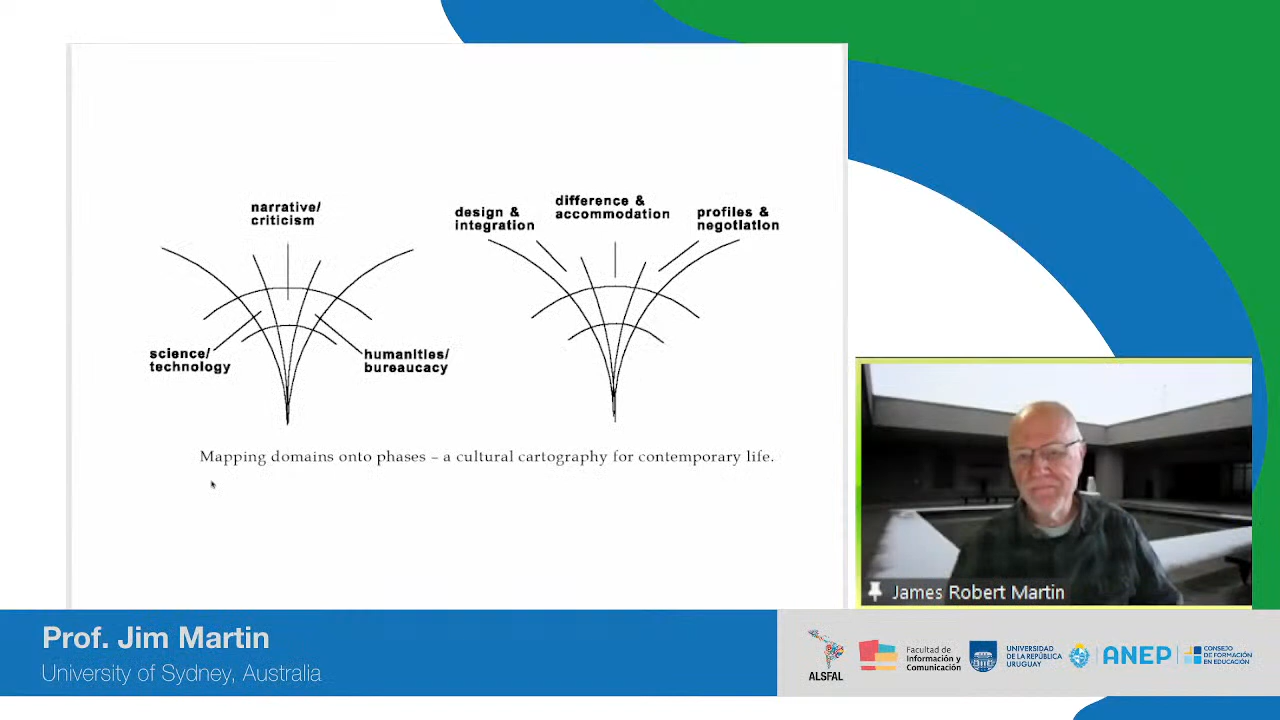 narrative/
criticism
science/
technology
humanities/
bureaucracy
design &
integration
difference &
accommodation
profiles &
negotiation
Mapping domains onto phases – a cultural cartography for contemporary life.
James Robert Martin
Prof. Jim Martin
University of Sydney, Australia
ALSFAL
Facultad de
Información y
Comunicación
UNIVERSIDAD
DE LA REPÚBLICA
URUGUAY
ANEP
CONSEJO
DE FORMACIÓN
EN EDUCACIÓN